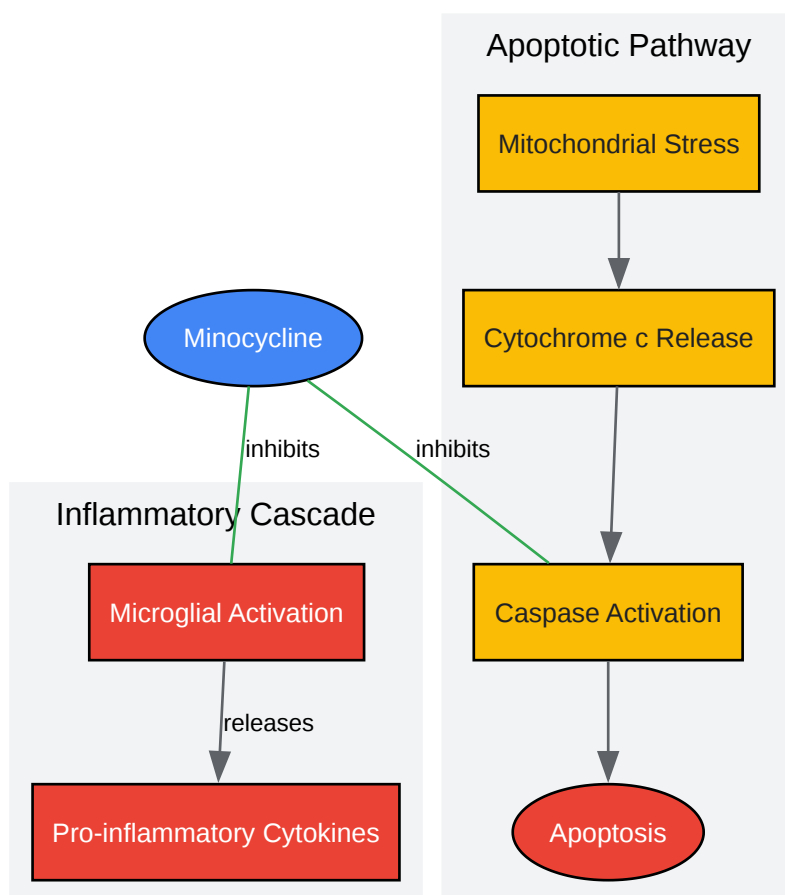 Apoptotic Pathway
Mitochondrial Stress
Minocycline
Cytochrome c Release
inhibits
inhibits
Inflammatory Cascade
Microglial Activation
Caspase Activation
releases
Pro-inflammatory Cytokines
Apoptosis